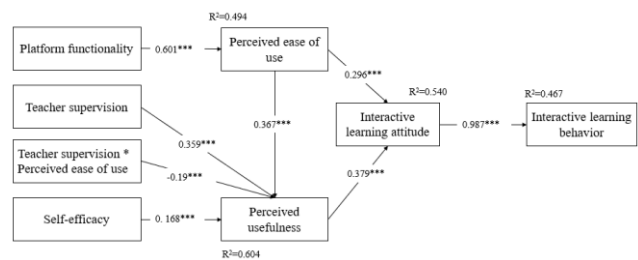 R²=0.494
Platform functionality
0.601***
Perceived ease of
use
0.296***
R²=0.540
R²=0.467
Teacher supervision
0.367***
Interactive
learning attitude
0.987***
Interactive learning
behavior
0.359***
Teacher supervision *
Perceived ease of use
-0.19***
0.379***
Self-efficacy
0. 168***
Perceived
usefulness
R²=0.604